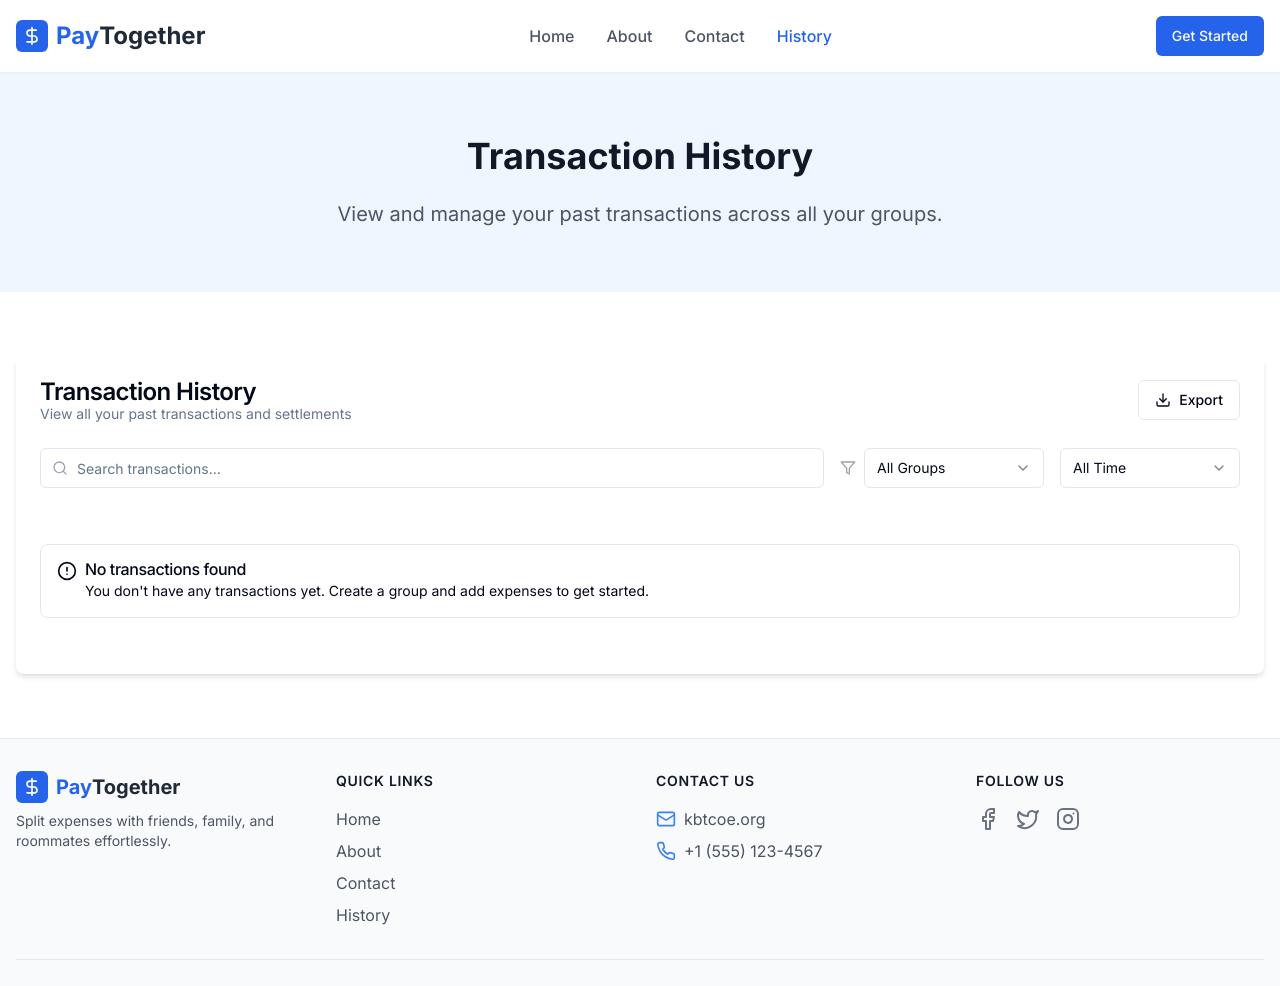 PayTogether
Home About Contact History
Get Started
Transaction History
View and manage your past transactions across all your groups.
Transaction History
View all your past transactions and settlements
Export
Search transactions...
All Groups
All Time
No transactions found
You don't have any transactions yet. Create a group and add expenses to get started.
PayTogether
Split expenses with friends, family, and
roommates effortlessly.
QUICK LINKS
Home
About
Contact
History
CONTACT US
kbtcoe.org
+1 (555) 123-4567
FOLLOW US